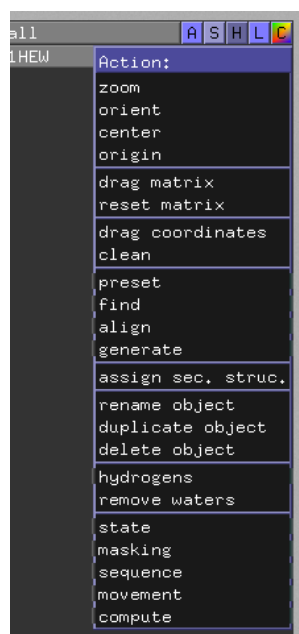 all A S H L C
1HEW
Action:
zoom
orient
center
origin
drag matrix
reset matrix
drag coordinates
clean
preset
find
align
generate
assign sec. struc.
rename object
duplicate object
delete object
hydrogens
remove waters
state
masking
sequence
movement
compute